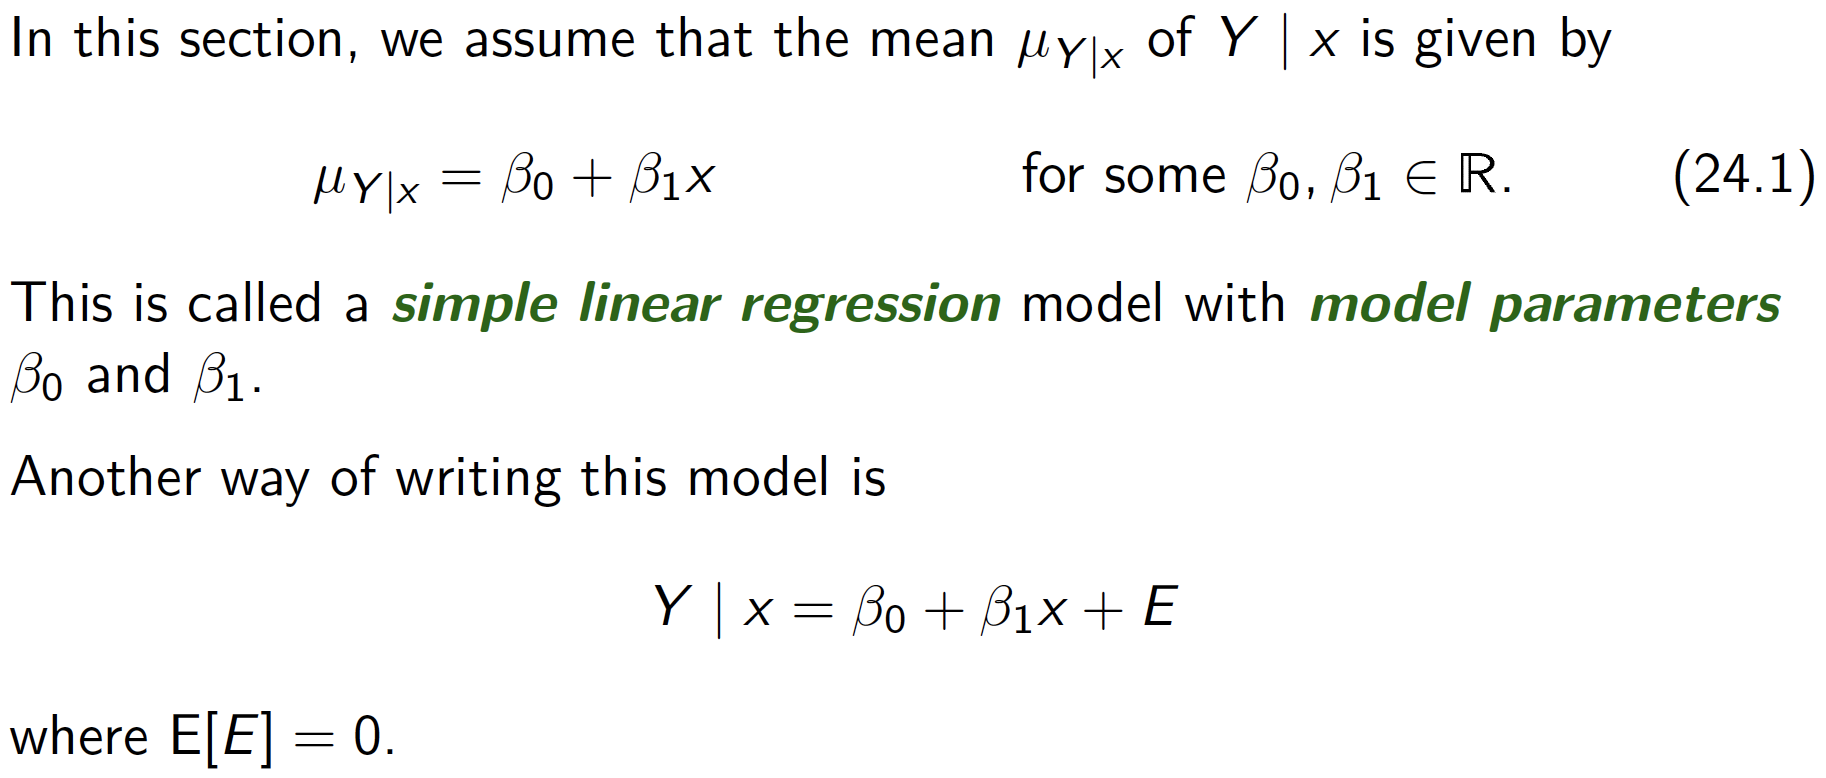 In this section, we assume that the mean μ_{Y|x} of Y | x is given by
μ_{Y|x} = β₀ + β₁x for some β₀, β₁ ∈ ℝ. (24.1)
This is called a simple linear regression model with model parameters
β₀ and β₁.
Another way of writing this model is
Y | x = β₀ + β₁x + E
where E[E] = 0.